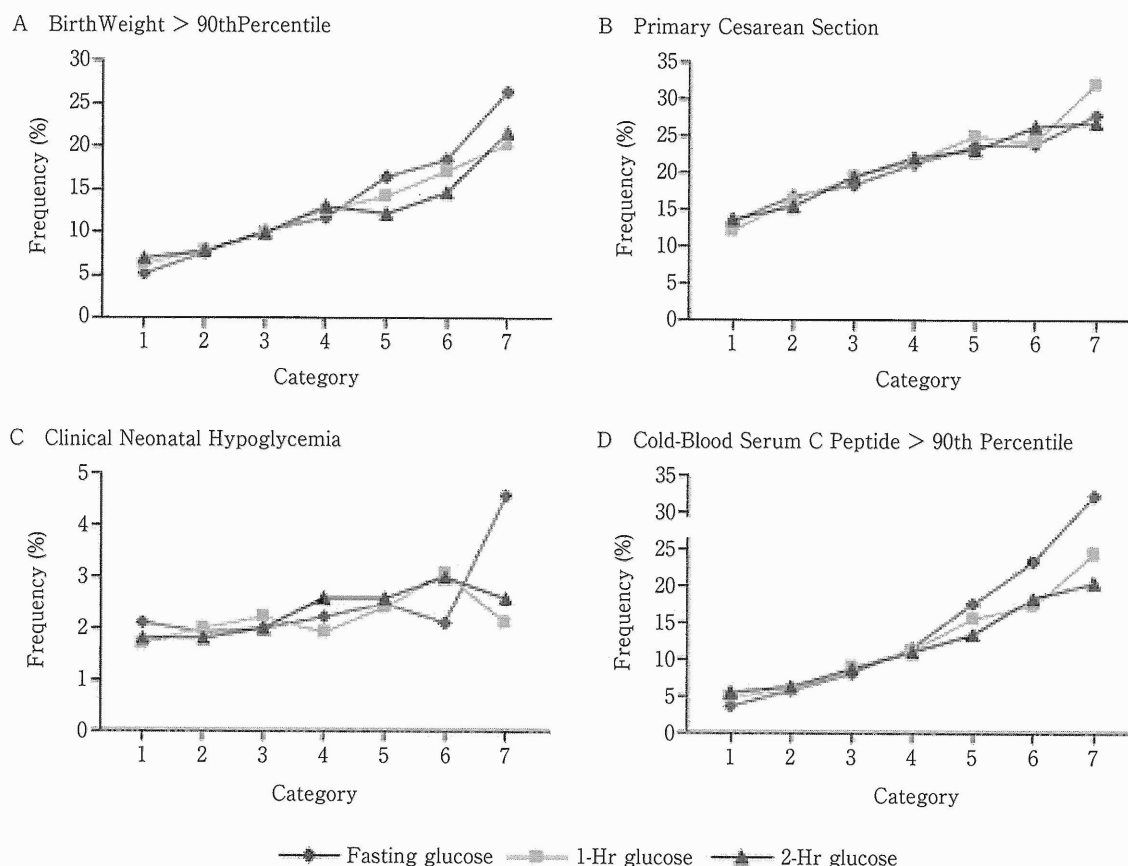 A BirthWeight > 90thPercentile
30
25
20
15
10
5
0
Frequency (%)
1 2 3 4 5 6 7
Category
B Primary Cesarean Section
35
30
25
20
15
10
5
0
Frequency (%)
1 2 3 4 5 6 7
Category
C Clinical Neonatal Hypoglycemia
5
4
3
2
1
0
Frequency (%)
1 2 3 4 5 6 7
Category
D Cold-Blood Serum C Peptide > 90th Percentile
35
30
25
20
15
10
5
0
Frequency (%)
1 2 3 4 5 6 7
Category
Fasting glucose 1-Hr glucose 2-Hr glucose